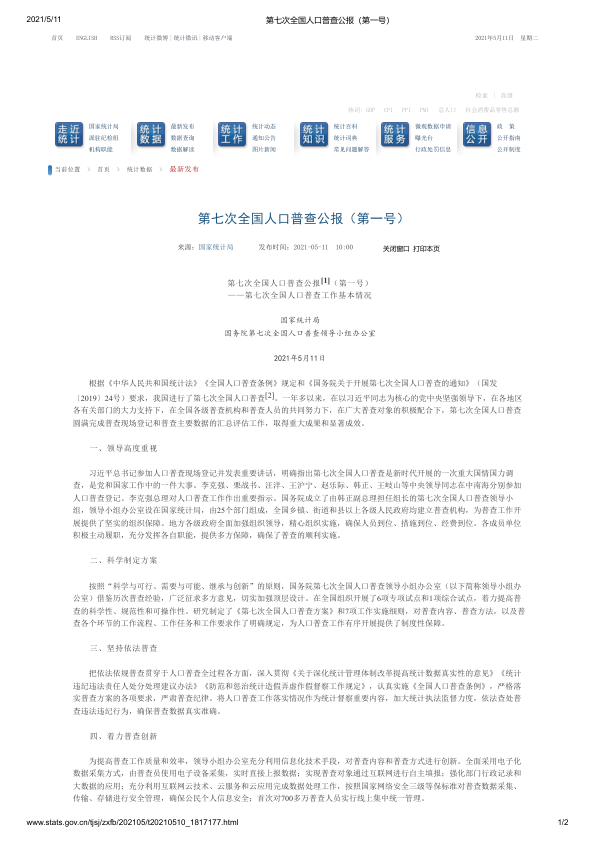 2021/5/11 第七次全国人口普查公报（第一号）
首页 ENGLISH RSS订阅 统计微博 | 统计微讯 | 移动客户端 2021年5月11日 星期二
检索 | 高级
热词: GDP CPI PPI PMI 总人口 社会消费品零售总额
走近统计 国家统计局 派驻纪检组 机构职能
统计数据 最新发布 数据查询 数据解读
统计工作 统计动态 通知公告 图片新闻
统计知识 统计百科 统计词典 常见问题解答
统计服务 微观数据申请 曝光台 行政处罚信息
信息公开 政 策 公开指南 公开制度
当前位置 > 首页 > 统计数据 > 最新发布
第七次全国人口普查公报（第一号）
来源：国家统计局 发布时间：2021-05-11 10:00 关闭窗口 打印本页
第七次全国人口普查公报[1]（第一号）
——第七次全国人口普查工作基本情况
国家统计局
国务院第七次全国人口普查领导小组办公室
2021年5月11日
根据《中华人民共和国统计法》《全国人口普查条例》规定和《国务院关于开展第七次全国人口普查的通知》（国发
〔2019〕24号）要求，我国进行了第七次全国人口普查[2]。一年多以来，在以习近平同志为核心的党中央坚强领导下，在各地区
各有关部门的大力支持下，在全国各级普查机构和普查人员的共同努力下，在广大普查对象的积极配合下，第七次全国人口普查
圆满完成普查现场登记和普查主要数据的汇总评估工作，取得重大成果和显著成效。
一、领导高度重视
习近平总书记参加人口普查现场登记并发表重要讲话，明确指出第七次全国人口普查是新时代开展的一次重大国情国力调
查，是党和国家工作中的一件大事。李克强、栗战书、汪洋、王沪宁、赵乐际、韩正、王岐山等中央领导同志在中南海分别参加
人口普查登记。李克强总理对人口普查工作作出重要指示。国务院成立了由韩正副总理担任组长的第七次全国人口普查领导小
组，领导小组办公室设在国家统计局，由25个部门组成，全国乡镇、街道和县以上各级人民政府均建立普查机构，为普查工作开
展提供了坚实的组织保障。地方各级政府全面加强组织领导，精心组织实施，确保人员到位、措施到位、经费到位。各成员单位
积极主动履职，充分发挥各自职能，提供多方保障，确保了普查的顺利实施。
二、科学制定方案
按照“科学与可行、需要与可能、继承与创新”的原则，国务院第七次全国人口普查领导小组办公室（以下简称领导小组办
公室）借鉴历次普查经验，广泛征求多方意见，切实加强顶层设计。在全国组织开展了6项专项试点和1项综合试点，着力提高普
查的科学性、规范性和可操作性。研究制定了《第七次全国人口普查方案》和7项工作实施细则，对普查内容、普查方法，以及普
查各个环节的工作流程、工作任务和工作要求作了明确规定，为人口普查工作有序开展提供了制度性保障。
三、坚持依法普查
把依法依规普查贯穿于人口普查全过程各方面，深入贯彻《关于深化统计管理体制改革提高统计数据真实性的意见》《统计
违纪违法责任人处分处理建议办法》《防范和惩治统计造假弄虚作假督察工作规定》，认真实施《全国人口普查条例》，严格落
实普查方案的各项要求，严肃普查纪律。将人口普查工作落实情况作为统计督察重要内容，加大统计执法监督力度，依法查处普
查违法违纪行为，确保普查数据真实准确。
四、着力普查创新
为提高普查工作质量和效率，领导小组办公室充分利用信息化技术手段，对普查内容和普查方式进行创新。全面采用电子化
数据采集方式，由普查员使用电子设备采集，实时直接上报数据；实现普查对象通过互联网进行自主填报；强化部门行政记录和
大数据的应用；充分利用互联网云技术、云服务和云应用完成数据处理工作，按照国家网络安全三级等保标准对普查数据采集、
传输、存储进行安全管理，确保公民个人信息安全；首次对700多万普查人员实行线上集中统一管理。
www.stats.gov.cn/tjsj/zxfb/202105/t20210510_1817177.html 1/2